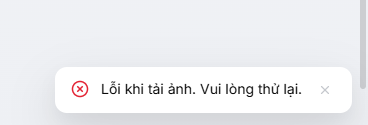 Lỗi khi tải ảnh. Vui lòng thử lại.